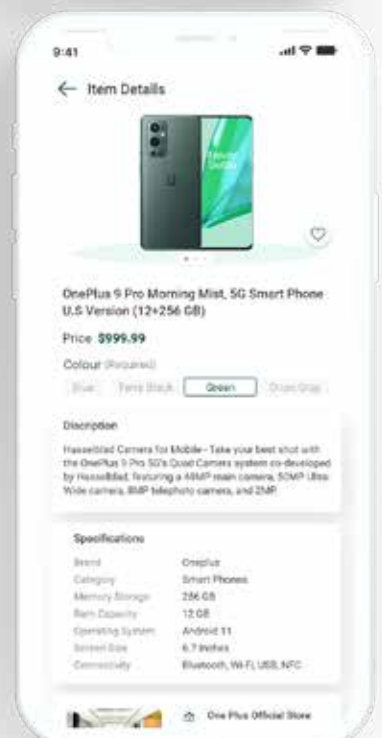 9:41
Item Details
OnePlus 9 Pro Morning Mist, 5G Smart Phone
U.S Version (12+256 GB)
Price $999.99
Colour (Required)
Blue Green
Discription
Hasselblad Camera for Mobile - Take your best shot with
the OnePlus 9 Pro 5G's Quad Camera system co-developed
by Hasselblad, featuring a 48MP main camera, 50MP Ultra
Wide camera, 8MP telephoto camera, and 2MP
Specifications
Brand Oneplus
Category Smart Phones
Memory Storage 256 GB
Ram Capacity 12 GB
Operating System Android 11
Screen Size 6.7 Inches
Connectivity Bluetooth, Wi-Fi, USB, NFC
One Plus Official Store